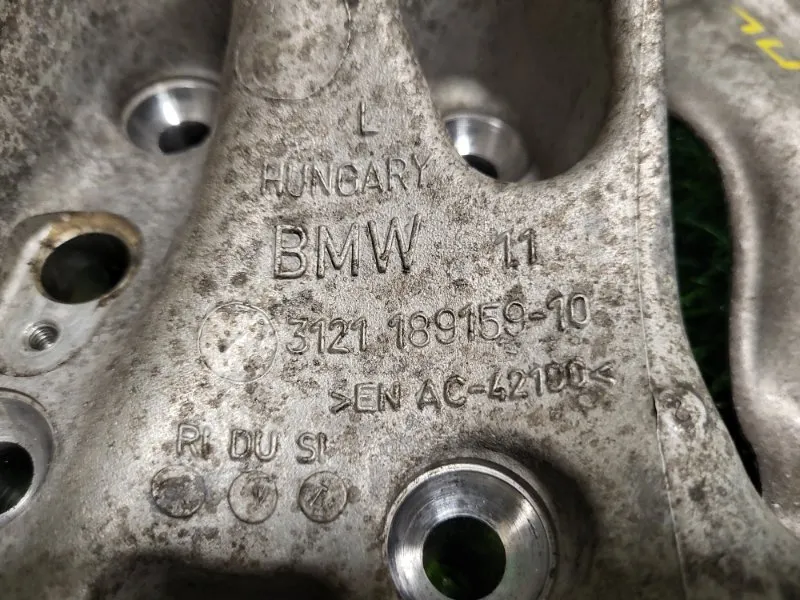 L
HUNGARY
BMW 11
3121 189159-10
>EN AC-42100<
RI DU SI